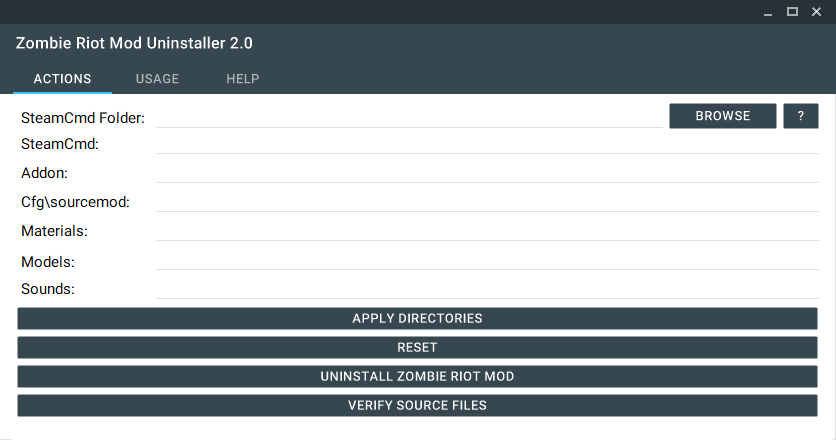 Zombie Riot Mod Uninstaller 2.0
ACTIONS USAGE HELP
SteamCmd Folder: BROWSE ?
SteamCmd:
Addon:
Cfg\sourcemod:
Materials:
Models:
Sounds:
APPLY DIRECTORIES
RESET
UNINSTALL ZOMBIE RIOT MOD
VERIFY SOURCE FILES